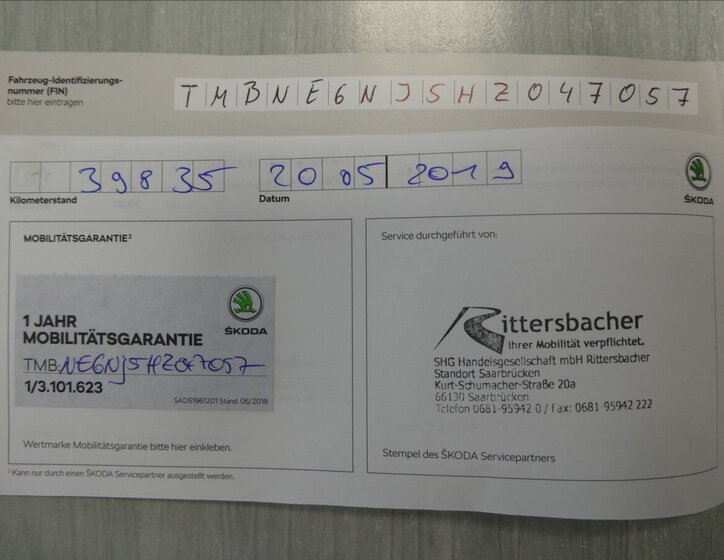 Fahrzeug-Identifizierungs-
nummer (FIN)
bitte hier eintragen
TMBNE6NJ5HZ047057
39835
20 05 2019
Kilometerstand
Datum
ŠKODA
MOBILITÄTSGARANTIE²
1 JAHR
MOBILITÄTSGARANTIE
ŠKODA
TMB:NE6NJ5HZ047057
1/3.101.623
SAD51961201 Stand: 06/2018
Wertmarke Mobilitätsgarantie bitte hier einkleben.
² Kann nur durch einen ŠKODA Servicepartner ausgestellt werden.
Service durchgeführt von:
Rittersbacher
Ihrer Mobilität verpflichtet.
SHG Handelsgesellschaft mbH Rittersbacher
Standort Saarbrücken
Kurt-Schumacher-Straße 20a
66130 Saarbrücken
Telefon 0681-95942 0 / Fax: 0681 95942 222
Stempel des ŠKODA Servicepartners